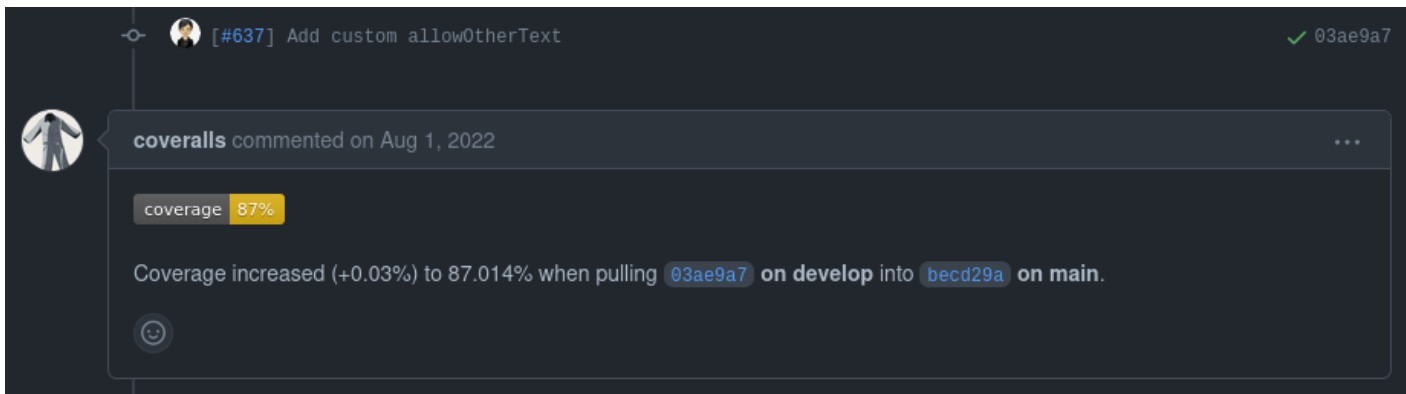 [#637] Add custom allowOtherText 03ae9a7
coveralls commented on Aug 1, 2022
coverage 87%
Coverage increased (+0.03%) to 87.014% when pulling 03ae9a7 on develop into becd29a on main.